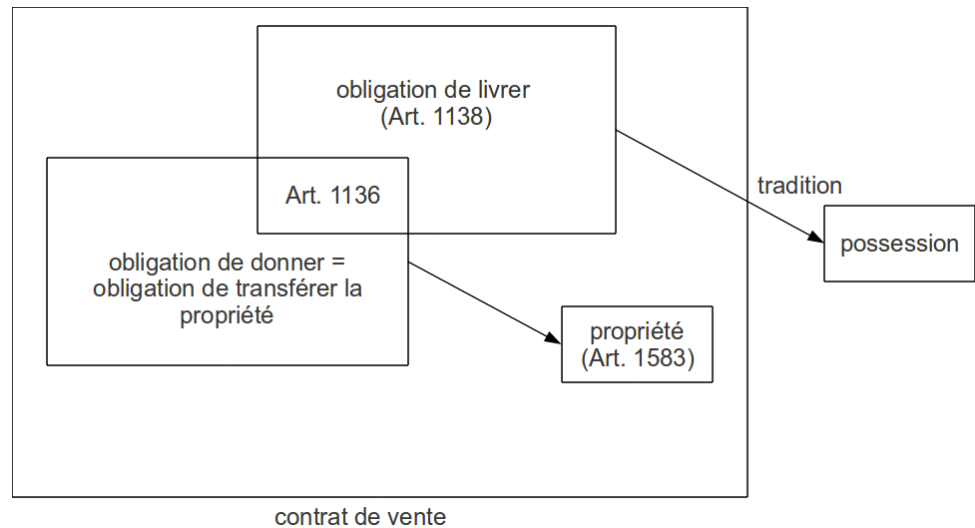 obligation de livrer
(Art. 1138)
tradition
Art. 1136
possession
obligation de donner =
obligation de transférer la
propriété
propriété
(Art. 1583)
contrat de vente